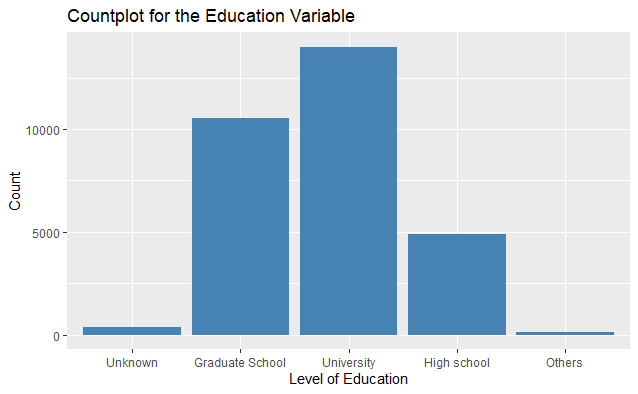 Countplot for the Education Variable
Count
10000
5000
0
Unknown
Graduate School
University
High school
Others
Level of Education